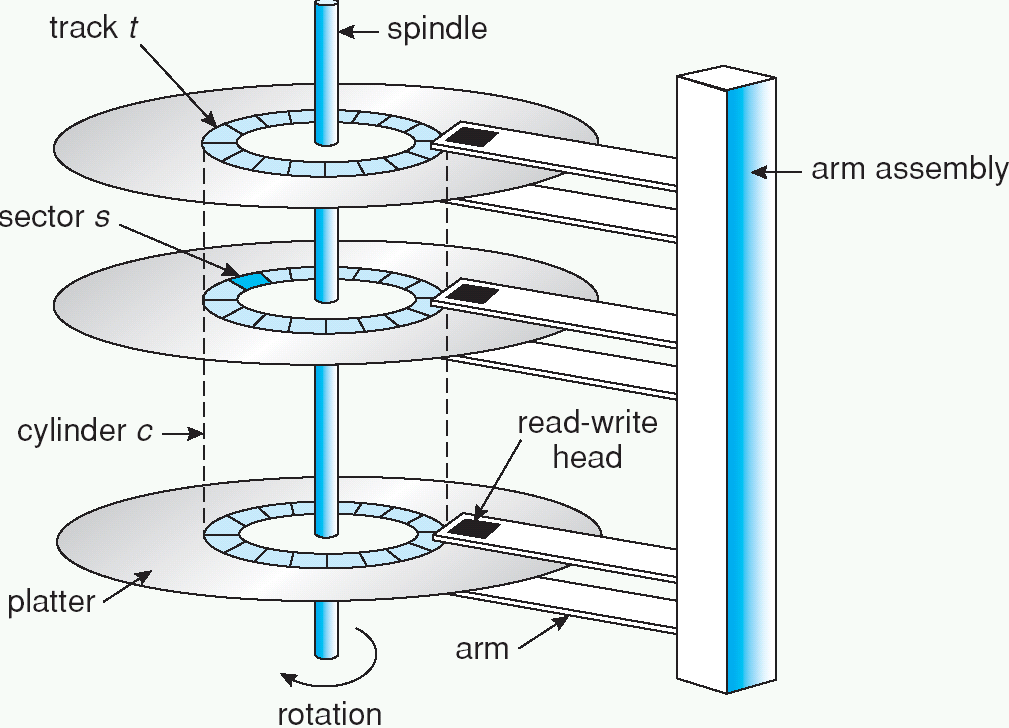 track t
spindle
arm assembly
sector s
cylinder c
read-write
head
platter
arm
rotation